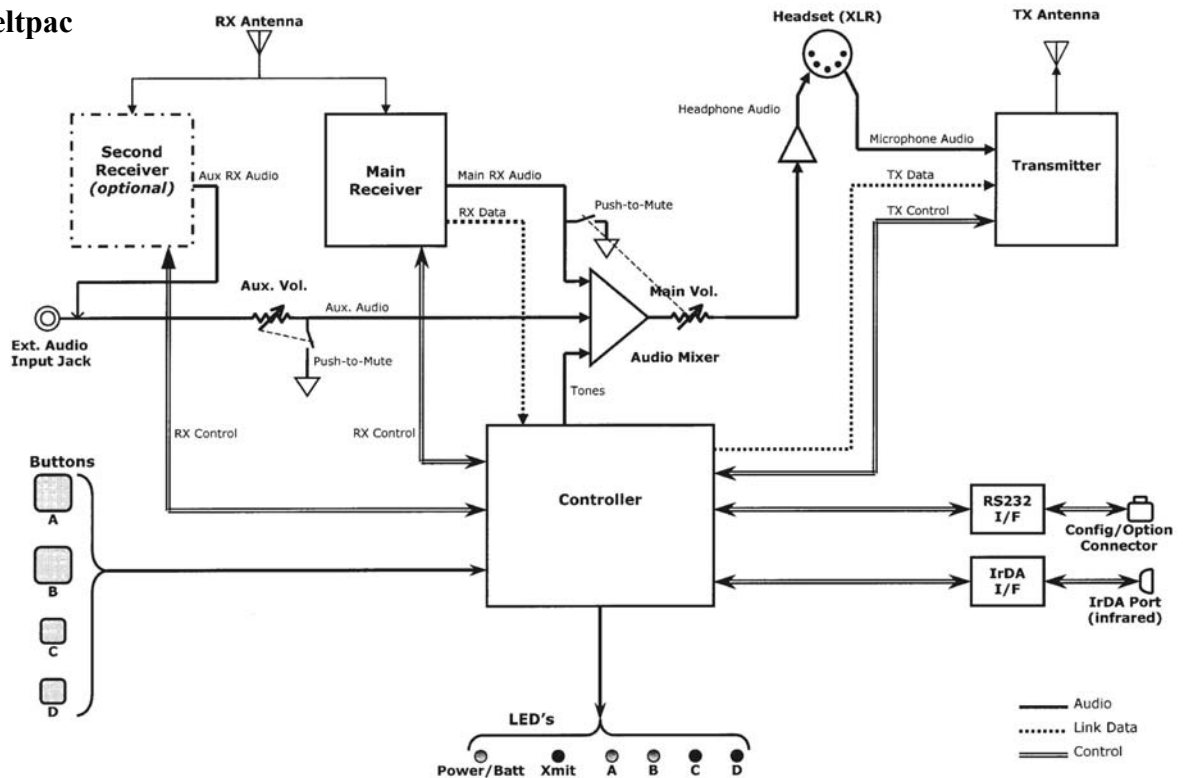 eltpac
RX Antenna
Headset (XLR)
TX Antenna
Second
Receiver
(optional)
Aux RX Audio
Main
Receiver
Main RX Audio
RX Data
Push-to-Mute
Headphone Audio
Microphone Audio
TX Data
TX Control
Transmitter
Aux. Vol.
Aux. Audio
Main Vol.
Ext. Audio
Input Jack
Push-to-Mute
Audio Mixer
Tones
RX Control
RX Control
Buttons
A
B
C
D
Controller
RS232
I/F
Config/Option
Connector
IrDA
I/F
IrDA Port
(infrared)
LED's
Power/Batt Xmit A B C D
Audio
Link Data
Control